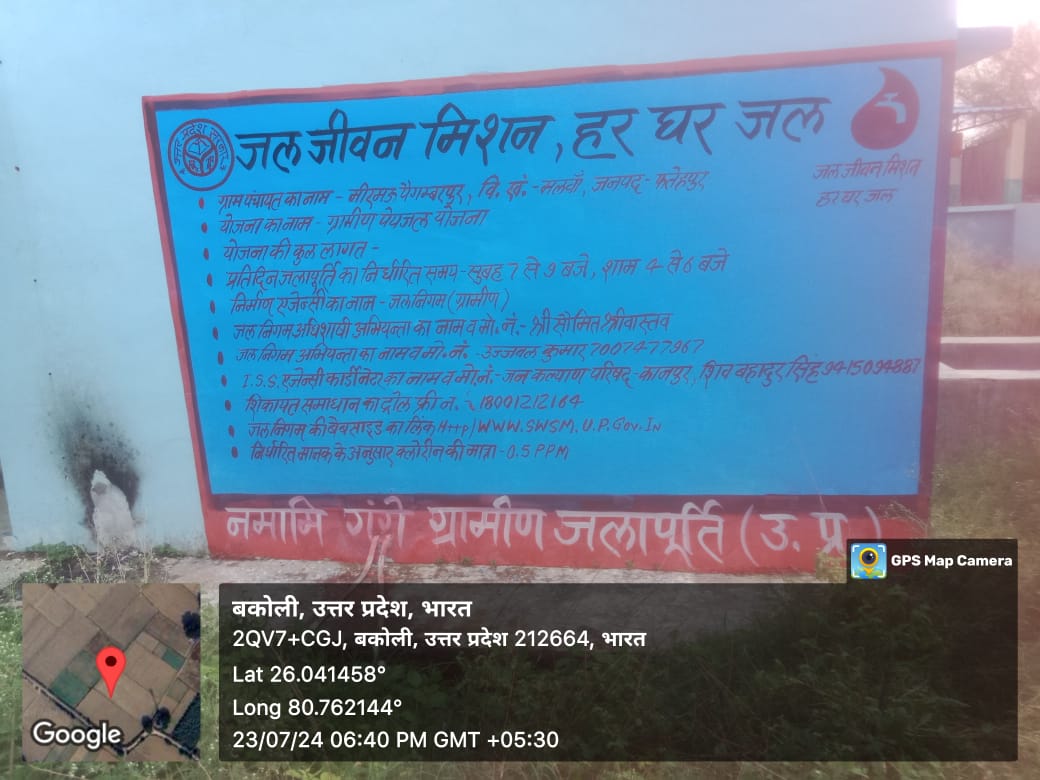 उत्तर प्रदेश सरकार
जल जीवन मिशन, हर घर जल
जल जीवन मिशन
हर घर जल
• ग्राम पंचायत का नाम - मीरमऊ पैगम्बरपुर, वि. खं. - मलवाँ, जनपद - फतेहपुर
• योजना का नाम - ग्रामीण पेयजल योजना
• योजना की कुल लागत -
• प्रतिदिन जलापूर्ति का निर्धारित समय - सुबह 7 से 9 बजे, शाम 4 से 6 बजे
• निर्माण एजेन्सी का नाम - जल निगम (ग्रामीण)
• जल निगम अधिशाषी अभियन्ता का नाम व मो. नं. - श्री सौमित श्रीवास्तव
• जल निगम अभियन्ता का नाम व मो. नं. - उज्जवल कुमार 7007477967
• I.S.S. एजेन्सी कार्डीनेटर का नाम व मो. नं. - जन कल्याण परिषद - कानपुर, शिव बहादुर सिंह 9415094887
• शिकायत समाधान का ट्रोल फ्री न. : 18001212164
• जल निगम की वेबसाइड का लिंक Http/WWW.SWSM.U.P.Gov.In
• निर्धारित मानक के अनुसार क्लोरीन की मात्रा - 0.5 PPM
नमामि गंगे ग्रामीण जलापूर्ति (उ. प्र.)
GPS Map Camera
बकोली, उत्तर प्रदेश, भारत
2QV7+CGJ, बकोली, उत्तर प्रदेश 212664, भारत
Lat 26.041458°
Long 80.762144°
23/07/24 06:40 PM GMT +05:30
Google